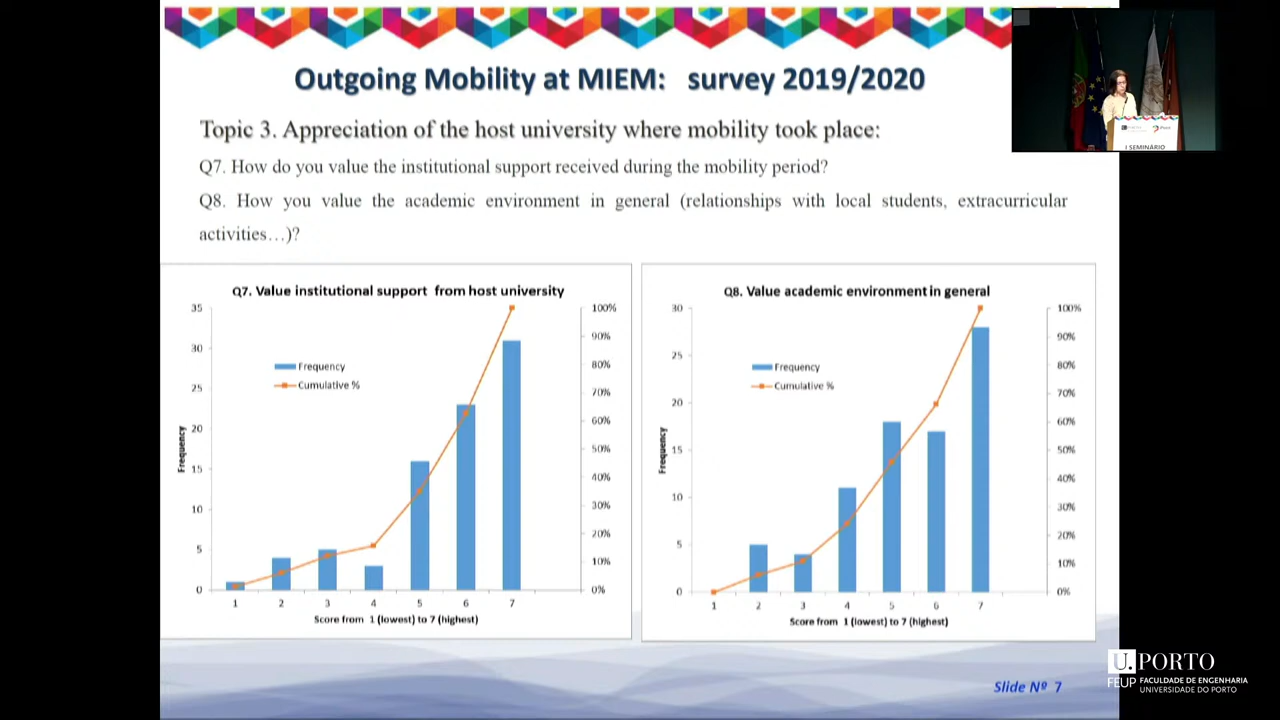 Outgoing Mobility at MIEM: survey 2019/2020
Topic 3. Appreciation of the host university where mobility took place:
Q7. How do you value the institutional support received during the mobility period?
Q8. How you value the academic environment in general (relationships with local students, extracurricular
activities…)?
Q7. Value institutional support from host university
35
30
25
20
15
10
5
0
Frequency
Frequency
Cumulative %
100%
90%
80%
70%
60%
50%
40%
30%
20%
10%
0%
1 2 3 4 5 6 7
Score from 1 (lowest) to 7 (highest)
Q8. Value academic environment in general
30
25
20
15
10
5
0
Frequency
Frequency
Cumulative %
100%
90%
80%
70%
60%
50%
40%
30%
20%
10%
0%
1 2 3 4 5 6 7
Score from 1 (lowest) to 7 (highest)
Slide Nº 7
I SEMINÁRIO
U.PORTO
FEUP FACULDADE DE ENGENHARIA
UNIVERSIDADE DO PORTO